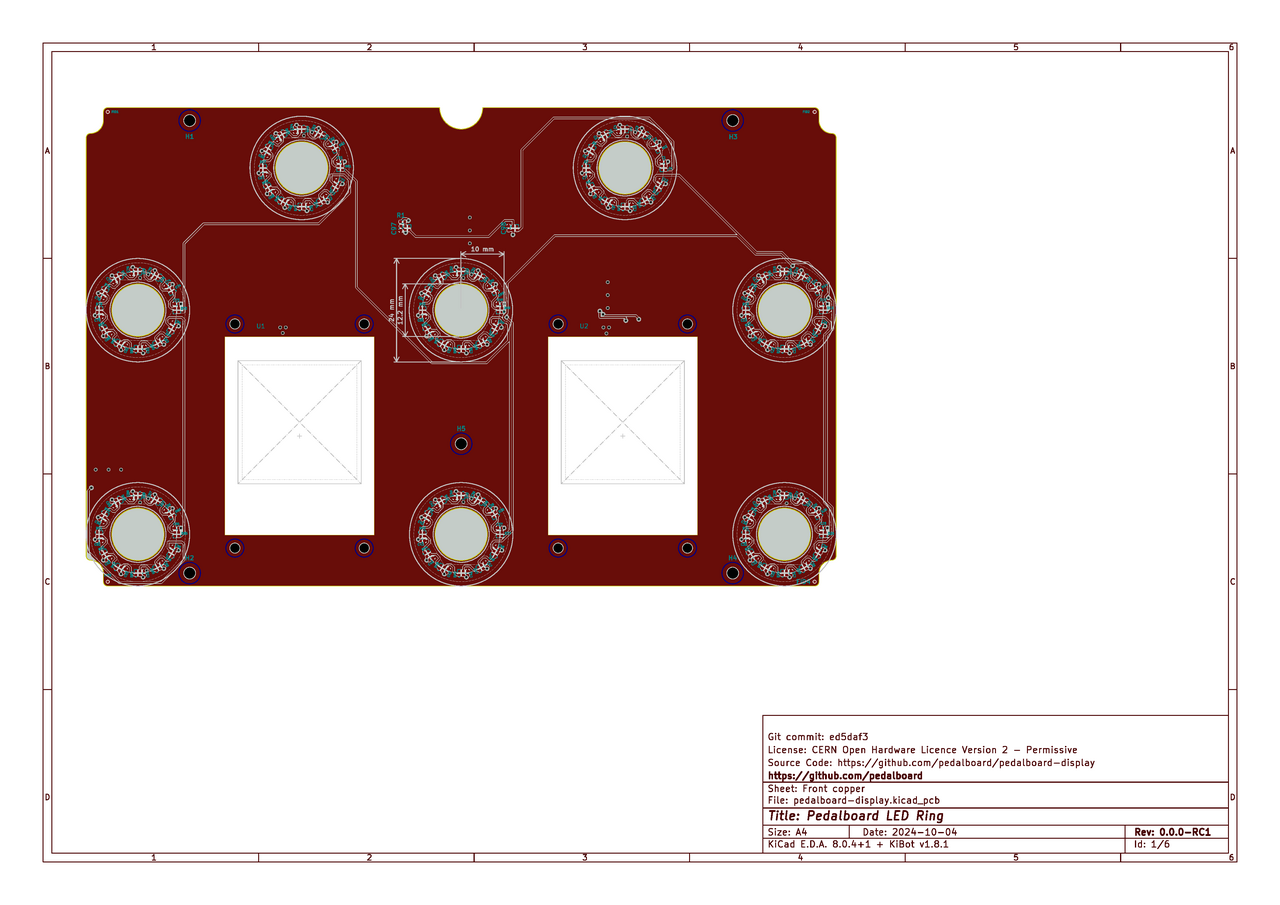 1 2 3 4 5 6
A A
H1 H3
R1
C97
10 mm
24 mm
12.2 mm
U1 U2
B B
H5
H2 H4
C C
D D
Git commit: ed5daf3
License: CERN Open Hardware Licence Version 2 - Permissive
Source Code: https://github.com/pedalboard/pedalboard-display
https://github.com/pedalboard
Sheet: Front copper
File: pedalboard-display.kicad_pcb
Title: Pedalboard LED Ring
Size: A4 Date: 2024-10-04 Rev: 0.0.0-RC1
KiCad E.D.A. 8.0.4+1 + KiBot v1.8.1 Id: 1/6
1 2 3 4 5 6